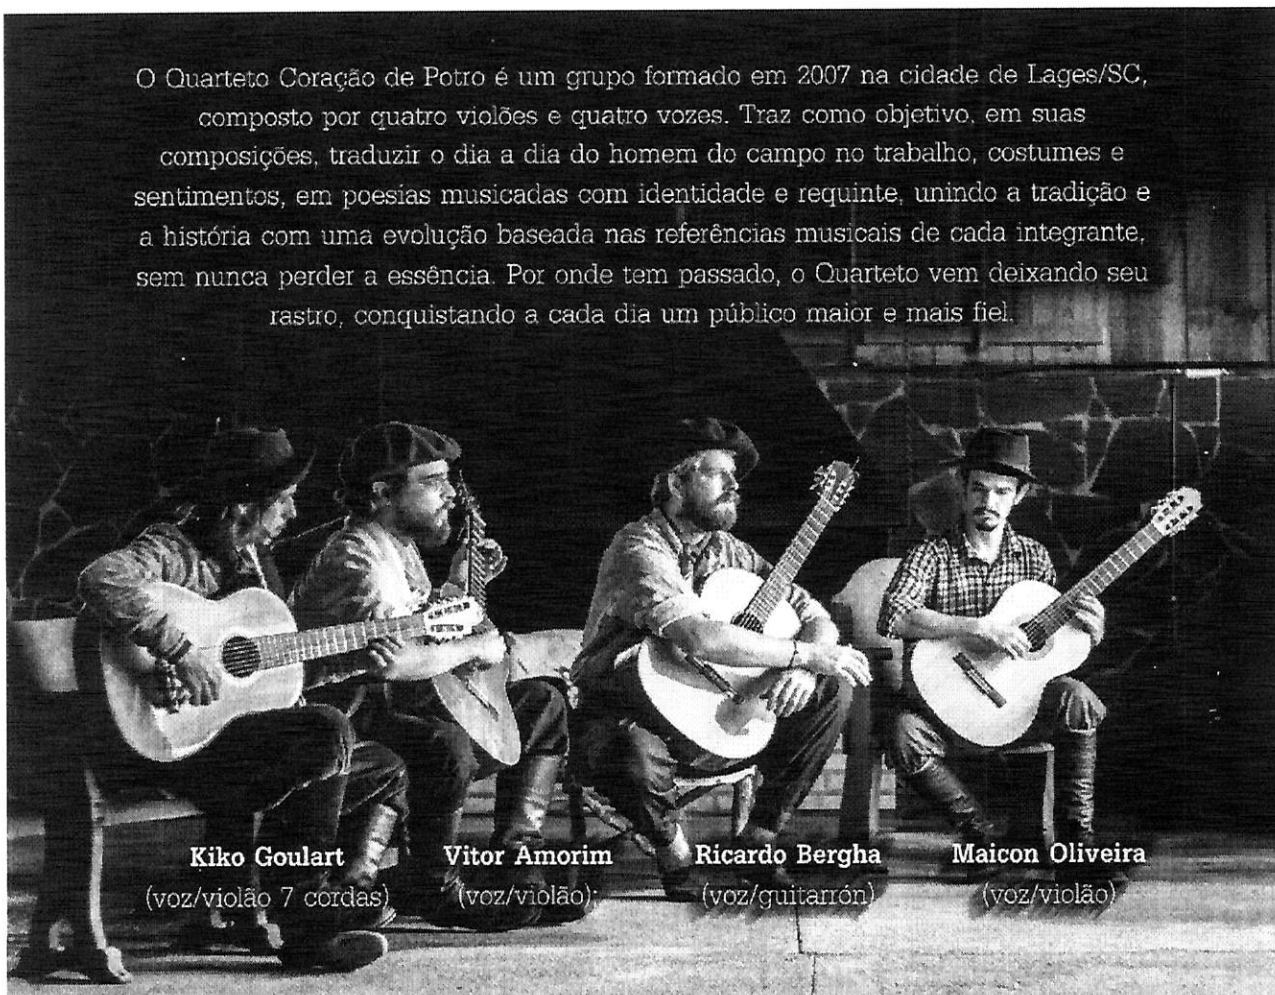 O Quarteto Coração de Potro é um grupo formado em 2007 na cidade de Lages/SC,
composto por quatro violões e quatro vozes. Traz como objetivo, em suas
composições, traduzir o dia a dia do homem do campo no trabalho, costumes e
sentimentos, em poesias musicadas com identidade e requinte, unindo a tradição e
a história com uma evolução baseada nas referências musicais de cada integrante,
sem nunca perder a essência. Por onde tem passado, o Quarteto vem deixando seu
rastro, conquistando a cada dia um público maior e mais fiel.
Kiko Goulart
(voz/violão 7 cordas)
Vitor Amorim
(voz/violão);
Ricardo Bergha
(voz/guitarrón)
Maicon Oliveira
(voz/violão)